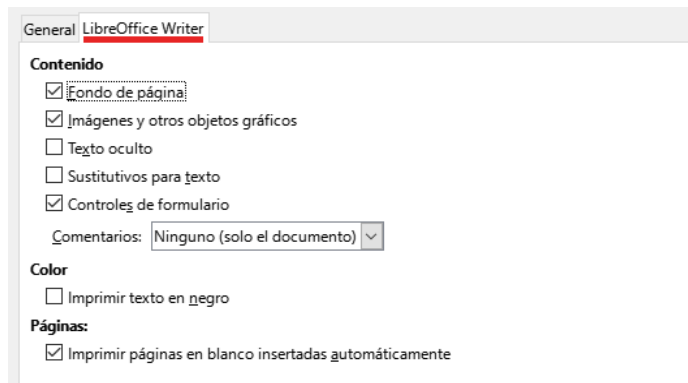 General LibreOffice Writer
Contenido
Fondo de página
Imágenes y otros objetos gráficos
Texto oculto
Sustitutivos para texto
Controles de formulario
Comentarios: Ninguno (solo el documento)
Color
Imprimir texto en negro
Páginas:
Imprimir páginas en blanco insertadas automáticamente